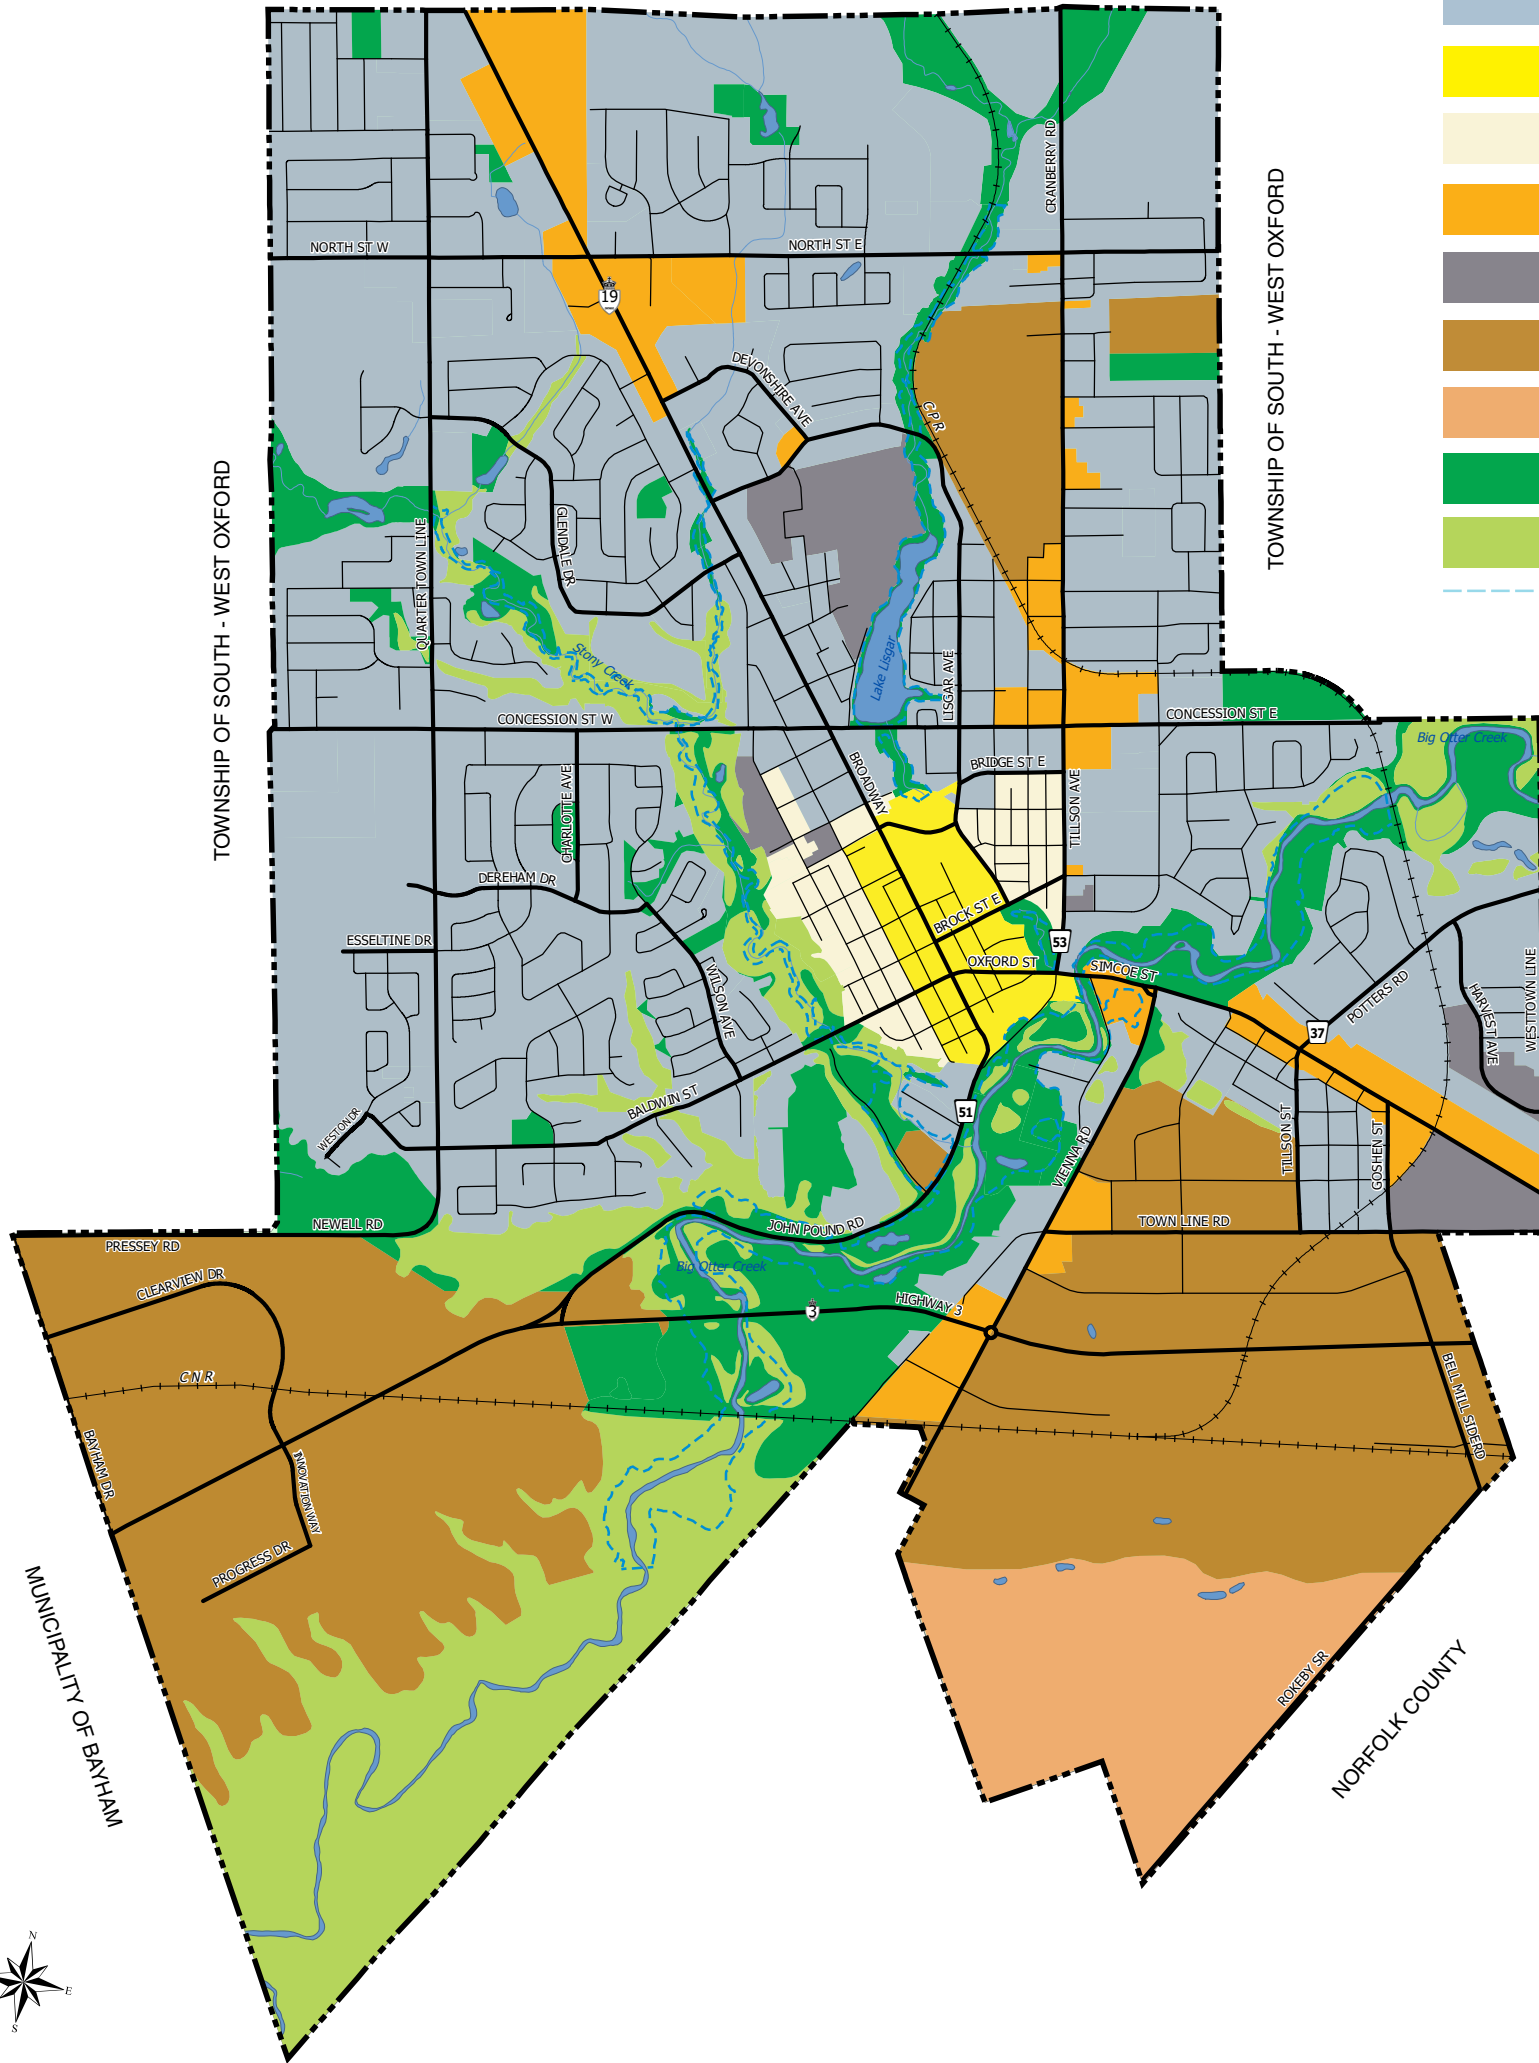 CRANBERRY RD
TOWNSHIP OF SOUTH - WEST OXFORD
NORTH ST W
NORTH ST E
19
DEVONSHIRE AVE
CPR
TOWNSHIP OF SOUTH - WEST OXFORD
QUARTER TOWN LINE
GLENDALE DR
Stony Creek
Lake Lisgar
LISGAR AVE
CONCESSION ST W
CONCESSION ST E
Big Otter Creek
BROADWAY
BRIDGE ST E
TILLSON AVE
CHARLOTTE AVE
DEREHAM DR
BROCK ST E
ESSELTINE DR
53
OXFORD ST
SIMCOE ST
WILSON AVE
POTTERS RD
HARVEST AVE
WESTTOWN LINE
37
BALDWIN ST
51
WESTON DR
VIENNA RD
TILLSON ST
GOSHEN ST
NEWELL RD
JOHN POUND RD
TOWN LINE RD
PRESSEY RD
Big Otter Creek
CLEARVIEW DR
HIGHWAY 3
3
CNR
BELL MILL SIDERD
BAYHAM DR
INNOVATION WAY
PROGRESS DR
MUNICIPALITY OF BAYHAM
ROKEBY SR
NORFOLK COUNTY
N
E
S